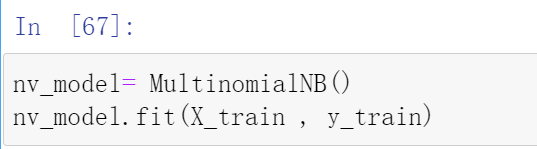 In [67]:
nv_model= MultinomialNB()
nv_model.fit(X_train , y_train)